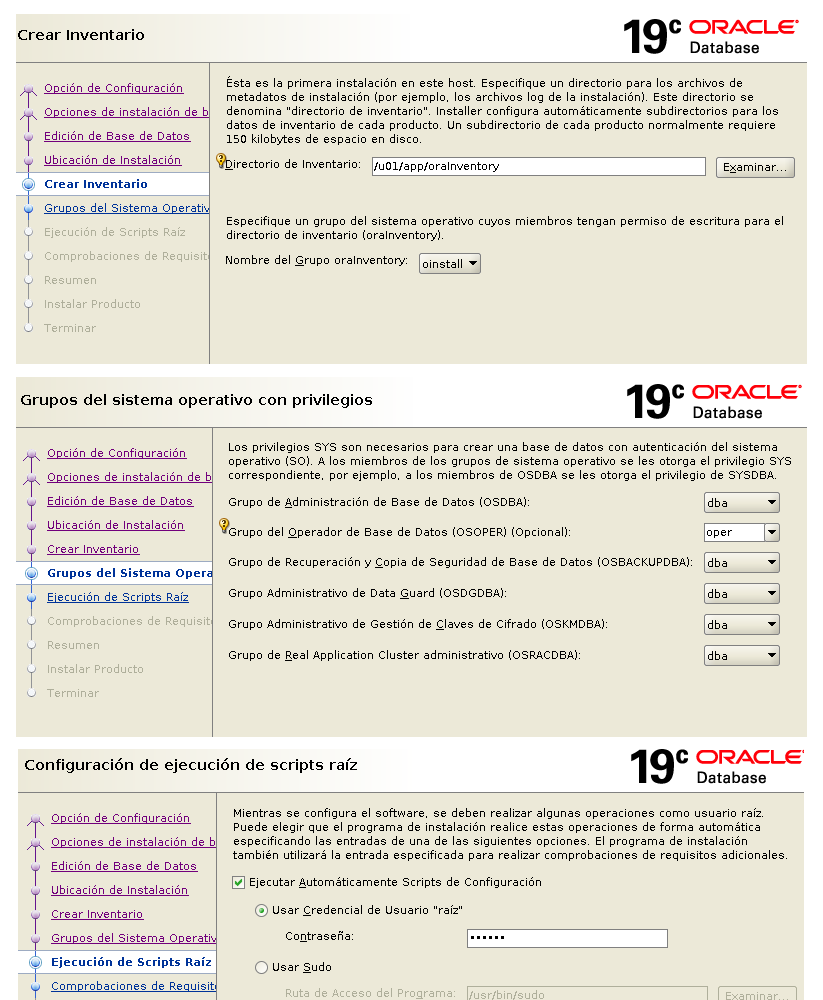 Crear Inventario
19c ORACLE
Database
Opción de Configuración
Opciones de instalación de b
Edición de Base de Datos
Ubicación de Instalación
Crear Inventario
Grupos del Sistema Operativ
Ejecución de Scripts Raíz
Comprobaciones de Requisit
Resumen
Instalar Producto
Terminar
Ésta es la primera instalación en este host. Especifique un directorio para los archivos de
metadatos de instalación (por ejemplo, los archivos log de la instalación). Este directorio se
denomina "directorio de inventario". Installer configura automáticamente subdirectorios para los
datos de inventario de cada producto. Un subdirectorio de cada producto normalmente requiere
150 kilobytes de espacio en disco.
Directorio de Inventario: /u01/app/oraInventory Examinar...
Especifique un grupo del sistema operativo cuyos miembros tengan permiso de escritura para el
directorio de inventario (oraInventory).
Nombre del Grupo oraInventory: oinstall
Grupos del sistema operativo con privilegios
19c ORACLE
Database
Opción de Configuración
Opciones de instalación de b
Edición de Base de Datos
Ubicación de Instalación
Crear Inventario
Grupos del Sistema Opera
Ejecución de Scripts Raíz
Comprobaciones de Requisit
Resumen
Instalar Producto
Terminar
Los privilegios SYS son necesarios para crear una base de datos con autenticación del sistema
operativo (SO). A los miembros de los grupos de sistema operativo se les otorga el privilegio SYS
correspondiente, por ejemplo, a los miembros de OSDBA se les otorga el privilegio de SYSDBA.
Grupo de Administración de Base de Datos (OSDBA): dba
Grupo del Operador de Base de Datos (OSOPER) (Opcional): oper
Grupo de Recuperación y Copia de Seguridad de Base de Datos (OSBACKUPDBA): dba
Grupo Administrativo de Data Guard (OSDGDBA): dba
Grupo Administrativo de Gestión de Claves de Cifrado (OSKMDBA): dba
Grupo de Real Application Cluster administrativo (OSRACDBA): dba
Configuración de ejecución de scripts raíz
19c ORACLE
Database
Opción de Configuración
Opciones de instalación de b
Edición de Base de Datos
Ubicación de Instalación
Crear Inventario
Grupos del Sistema Operativ
Ejecución de Scripts Raíz
Comprobaciones de Requisit
Mientras se configura el software, se deben realizar algunas operaciones como usuario raíz.
Puede elegir que el programa de instalación realice estas operaciones de forma automática
especificando las entradas de una de las siguientes opciones. El programa de instalación
también utilizará la entrada especificada para realizar comprobaciones de requisitos adicionales.
Ejecutar Automáticamente Scripts de Configuración
Usar Credencial de Usuario "raíz"
Contraseña: ••••••
Usar Sudo
Ruta de Acceso del Programa: /usr/bin/sudo Examinar...